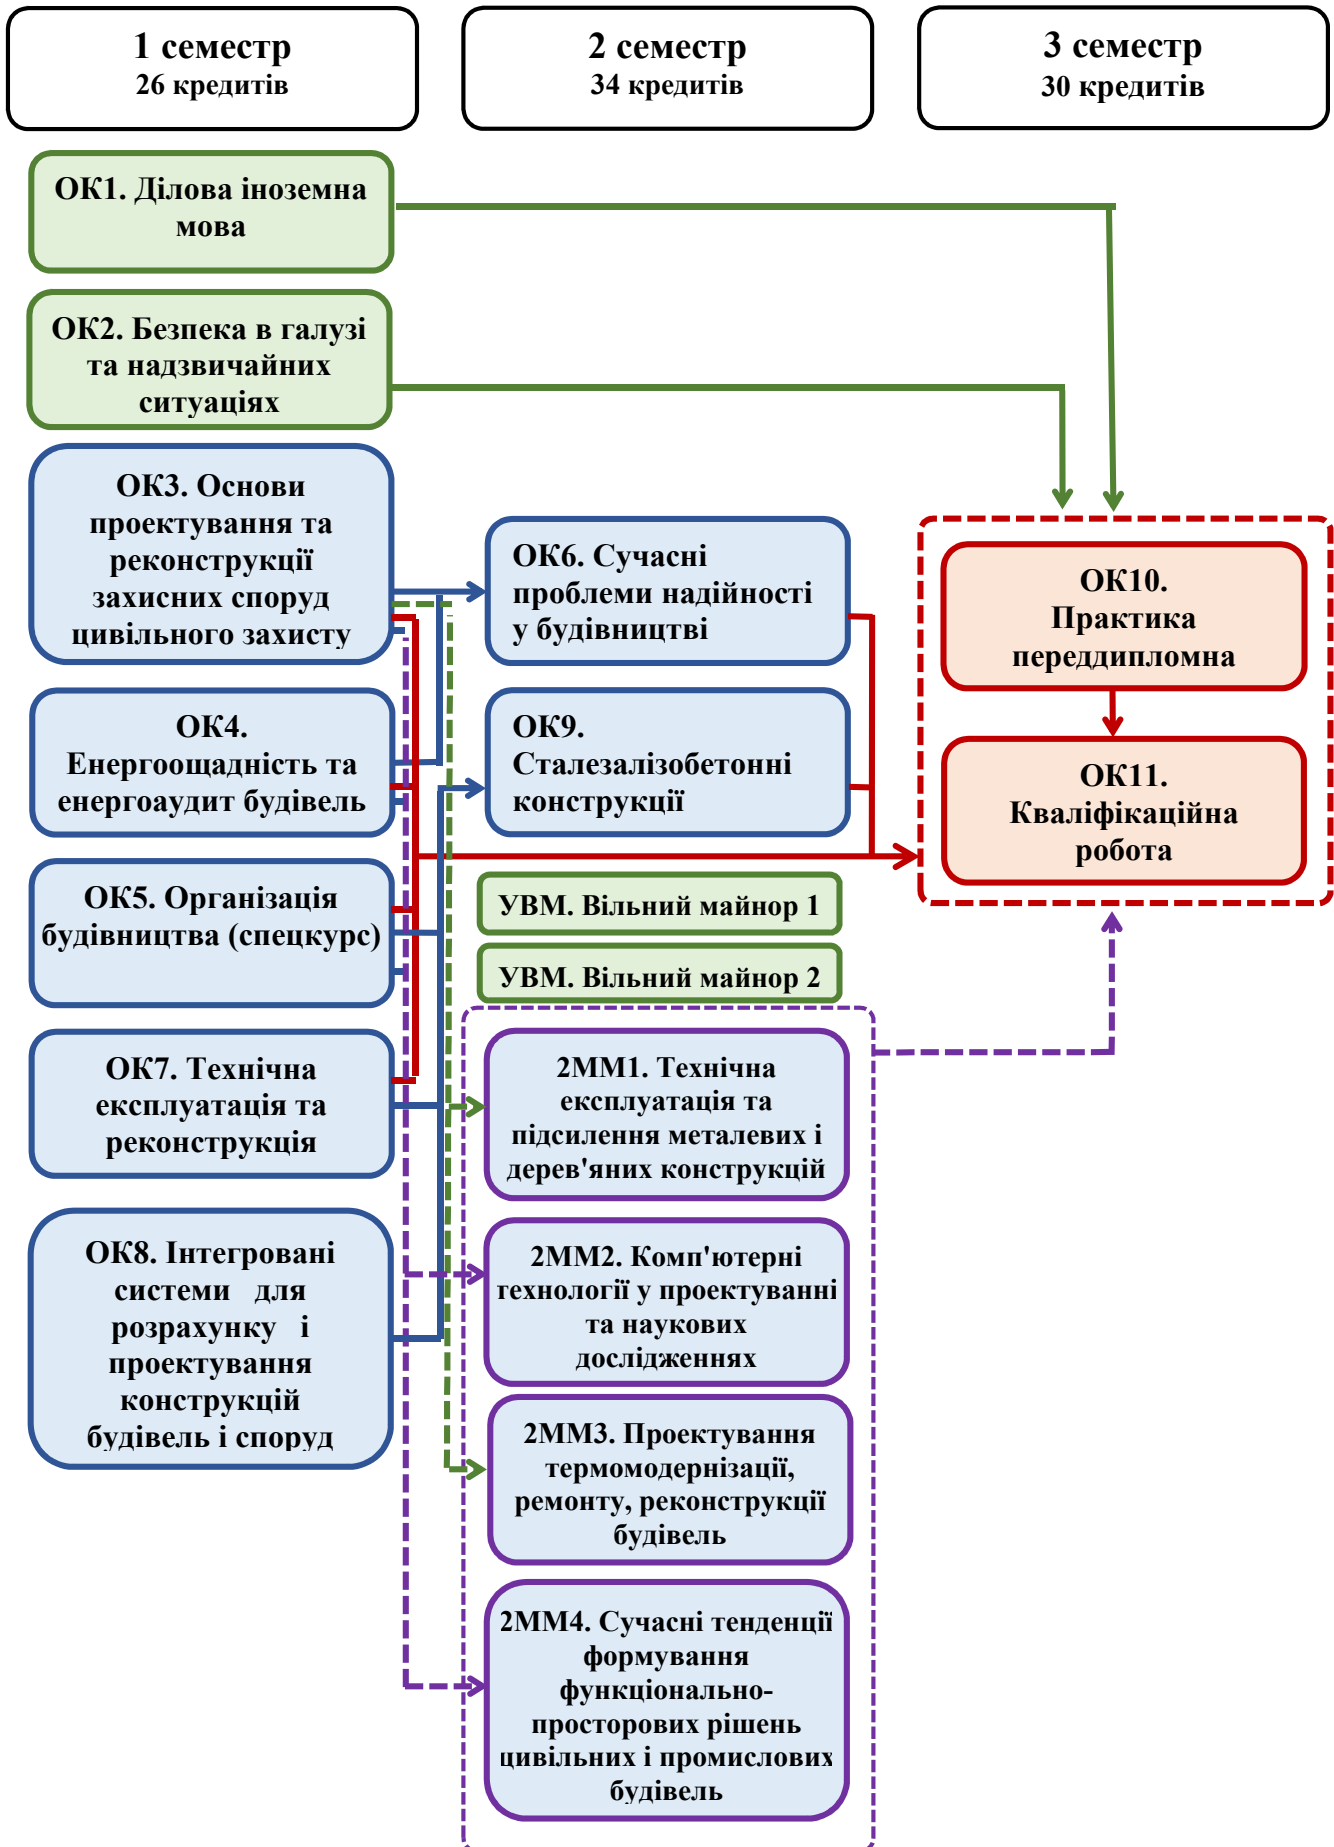 1 семестр
26 кредитів
2 семестр
34 кредитів
3 семестр
30 кредитів
ОК1. Ділова іноземна
мова
ОК2. Безпека в галузі
та надзвичайних
ситуаціях
ОК3. Основи
проектування та
реконструкції
захисних споруд
цивільного захисту
ОК4.
Енергоощадність та
енергоаудит будівель
ОК5. Організація
будівництва (спецкурс)
ОК7. Технічна
експлуатація та
реконструкція
ОК8. Інтегровані
системи для
розрахунку і
проектування
конструкцій
будівель і споруд
ОК6. Сучасні
проблеми надійності
у будівництві
ОК9.
Сталезалізобетонні
конструкції
УВМ. Вільний майнор 1
УВМ. Вільний майнор 2
2ММ1. Технічна
експлуатація та
підсилення металевих і
дерев'яних конструкцій
2ММ2. Комп'ютерні
технології у проектуванні
та наукових
дослідженнях
2ММ3. Проектування
термомодернізації,
ремонту, реконструкції
будівель
2ММ4. Сучасні тенденції
формування
функціонально-
просторових рішень
цивільних і промислових
будівель
ОК10.
Практика
переддипломна
ОК11.
Кваліфікаційна
робота